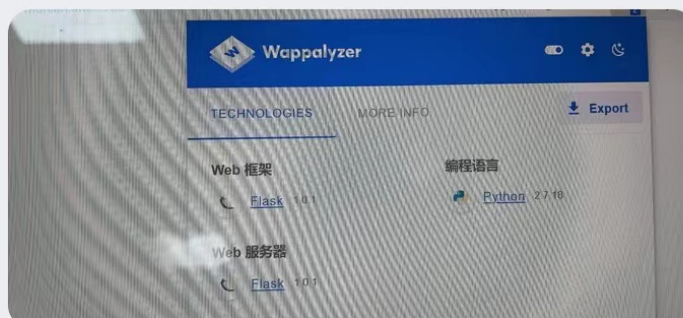 Wappalyzer
TECHNOLOGIES
MORE INFO
Export
Web 框架
Flask 1.0.1
编程语言
Python 2.7.18
Web 服务器
Flask 1.0.1